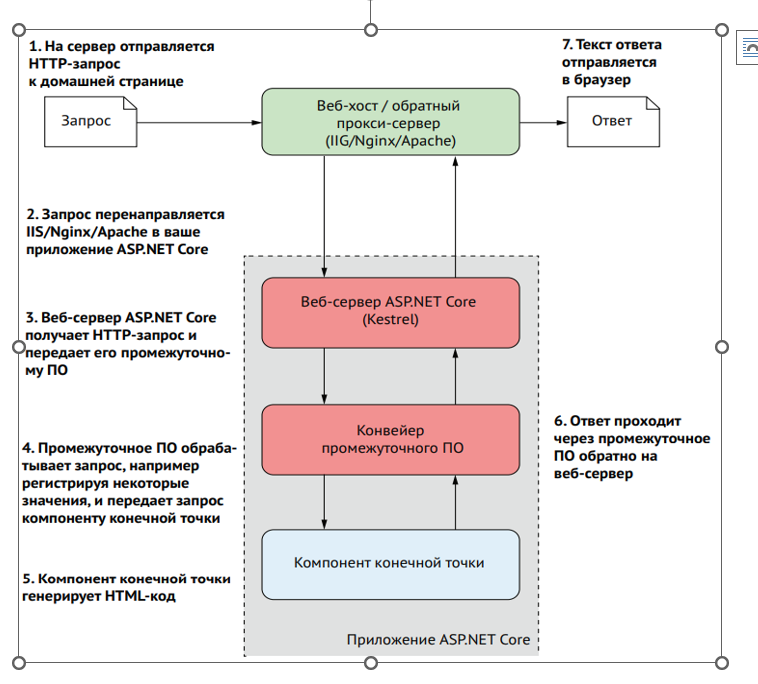 1. На сервер отправляется
HTTP-запрос
к домашней странице
7. Текст ответа
отправляется
в браузер
Запрос
Веб-хост / обратный
прокси-сервер
(IIG/Nginx/Apache)
Ответ
2. Запрос перенаправляется
IIS/Nginx/Apache в ваше
приложение ASP.NET Core
Веб-сервер ASP.NET Core
(Kestrel)
3. Веб-сервер ASP.NET Core
получает HTTP-запрос и
передает его промежуточно-
му ПО
Конвейер
промежуточного ПО
6. Ответ проходит
через промежуточное
ПО обратно на
веб-сервер
4. Промежуточное ПО обраба-
тывает запрос, например
регистрируя некоторые
значения, и передает запрос
компоненту конечной точки
Компонент конечной точки
5. Компонент конечной точки
генерирует HTML-код
Приложение ASP.NET Core